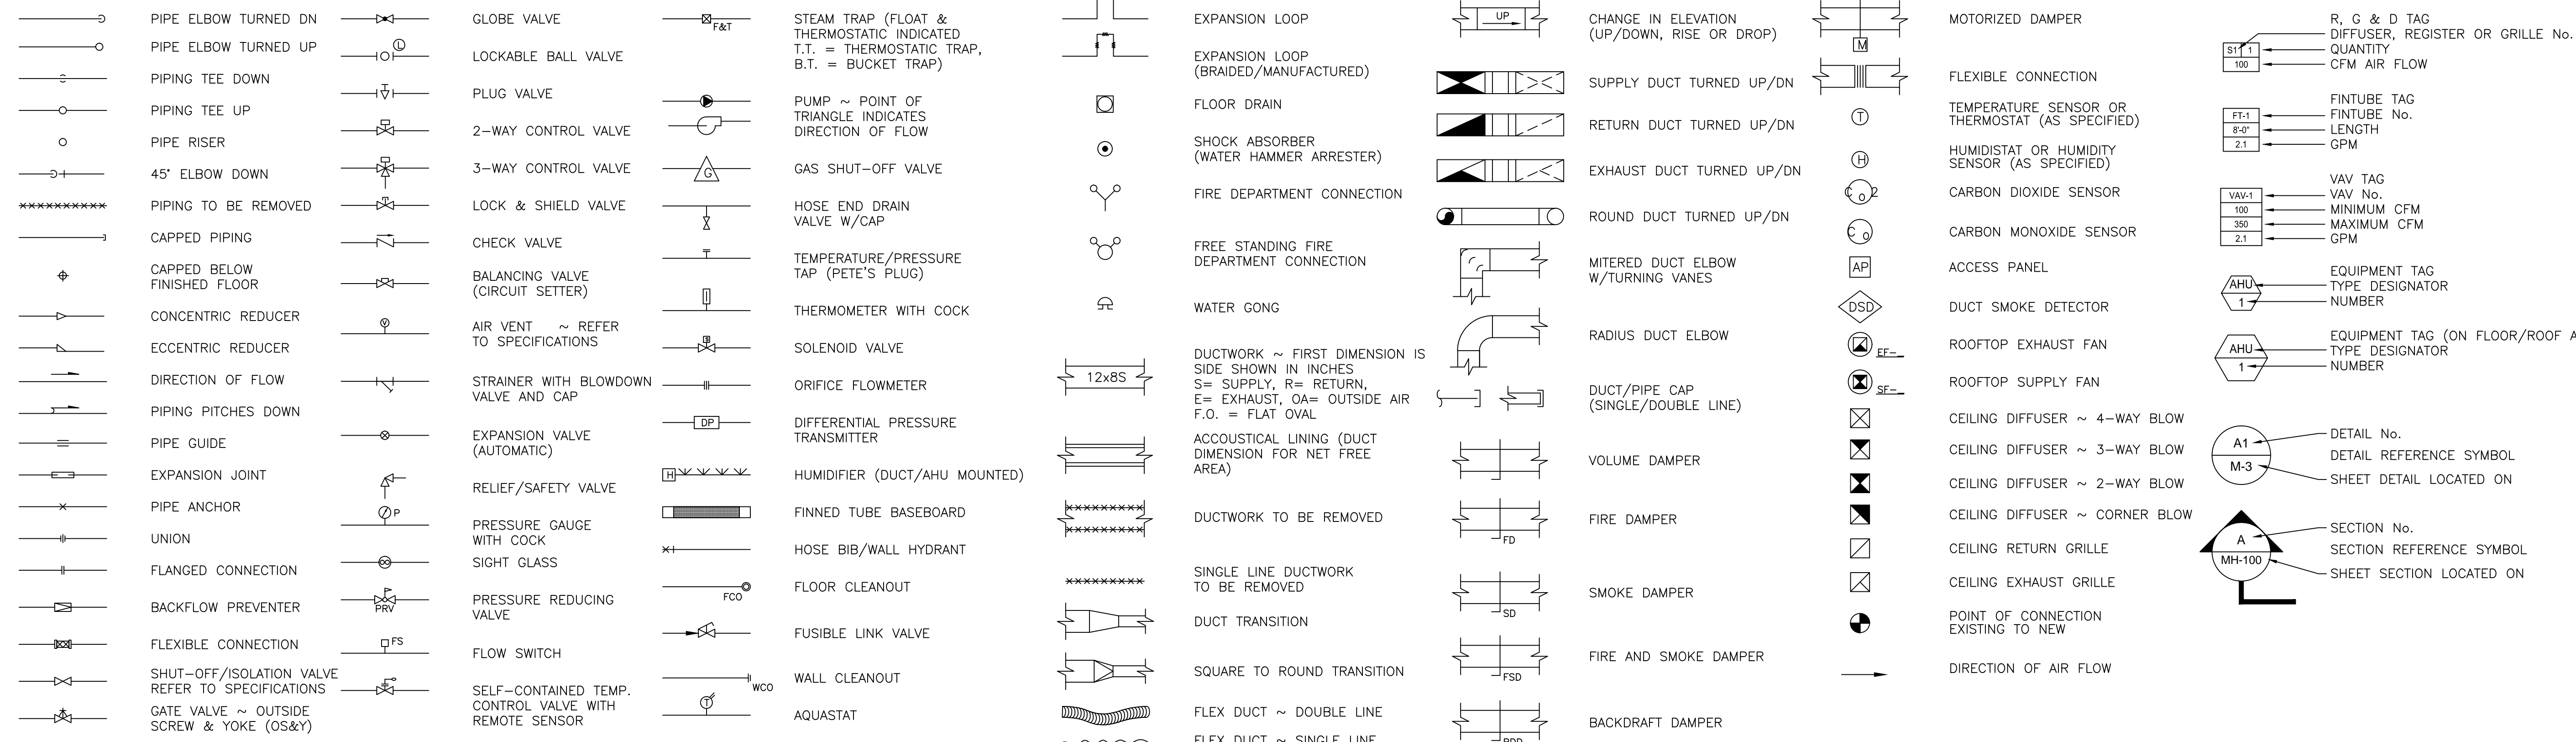 PIPE ELBOW TURNED DN
PIPE ELBOW TURNED UP
PIPING TEE DOWN
PIPING TEE UP
PIPE RISER
45° ELBOW DOWN
PIPING TO BE REMOVED
CAPPED PIPING
CAPPED BELOW
FINISHED FLOOR
CONCENTRIC REDUCER
ECCENTRIC REDUCER
DIRECTION OF FLOW
PIPING PITCHES DOWN
PIPE GUIDE
EXPANSION JOINT
PIPE ANCHOR
UNION
FLANGED CONNECTION
BACKFLOW PREVENTER
FLEXIBLE CONNECTION
SHUT-OFF/ISOLATION VALVE
REFER TO SPECIFICATIONS
GATE VALVE ~ OUTSIDE
SCREW & YOKE (OS&Y)
GLOBE VALVE
L
LOCKABLE BALL VALVE
PLUG VALVE
2-WAY CONTROL VALVE
3-WAY CONTROL VALVE
LOCK & SHIELD VALVE
CHECK VALVE
BALANCING VALVE
(CIRCUIT SETTER)
V
AIR VENT ~ REFER
TO SPECIFICATIONS
STRAINER WITH BLOWDOWN
VALVE AND CAP
EXPANSION VALVE
(AUTOMATIC)
RELIEF/SAFETY VALVE
P
PRESSURE GAUGE
WITH COCK
SIGHT GLASS
PRV
PRESSURE REDUCING
VALVE
FS
FLOW SWITCH
SELF-CONTAINED TEMP.
CONTROL VALVE WITH
REMOTE SENSOR
F&T
STEAM TRAP (FLOAT &
THERMOSTATIC INDICATED
T.T. = THERMOSTATIC TRAP,
B.T. = BUCKET TRAP)
PUMP ~ POINT OF
TRIANGLE INDICATES
DIRECTION OF FLOW
G
GAS SHUT-OFF VALVE
HOSE END DRAIN
VALVE W/CAP
TEMPERATURE/PRESSURE
TAP (PETE'S PLUG)
THERMOMETER WITH COCK
SOLENOID VALVE
ORIFICE FLOWMETER
DP
DIFFERENTIAL PRESSURE
TRANSMITTER
H
HUMIDIFIER (DUCT/AHU MOUNTED)
FINNED TUBE BASEBOARD
HOSE BIB/WALL HYDRANT
FCO
FLOOR CLEANOUT
FUSIBLE LINK VALVE
WCO
WALL CLEANOUT
T
AQUASTAT
EXPANSION LOOP
EXPANSION LOOP
(BRAIDED/MANUFACTURED)
FLOOR DRAIN
SHOCK ABSORBER
(WATER HAMMER ARRESTER)
FIRE DEPARTMENT CONNECTION
FREE STANDING FIRE
DEPARTMENT CONNECTION
WATER GONG
12x8S
DUCTWORK ~ FIRST DIMENSION IS
SIDE SHOWN IN INCHES
S= SUPPLY, R= RETURN,
E= EXHAUST, OA= OUTSIDE AIR
F.O. = FLAT OVAL
ACCOUSTICAL LINING (DUCT
DIMENSION FOR NET FREE
AREA)
DUCTWORK TO BE REMOVED
SINGLE LINE DUCTWORK
TO BE REMOVED
DUCT TRANSITION
SQUARE TO ROUND TRANSITION
FLEX DUCT ~ DOUBLE LINE
FLEX DUCT ~ SINGLE LINE
UP
CHANGE IN ELEVATION
(UP/DOWN, RISE OR DROP)
SUPPLY DUCT TURNED UP/DN
RETURN DUCT TURNED UP/DN
EXHAUST DUCT TURNED UP/DN
ROUND DUCT TURNED UP/DN
MITERED DUCT ELBOW
W/TURNING VANES
RADIUS DUCT ELBOW
DUCT/PIPE CAP
(SINGLE/DOUBLE LINE)
VOLUME DAMPER
FD
FIRE DAMPER
SD
SMOKE DAMPER
FSD
FIRE AND SMOKE DAMPER
BDD
BACKDRAFT DAMPER
M
MOTORIZED DAMPER
FLEXIBLE CONNECTION
T
TEMPERATURE SENSOR OR
THERMOSTAT (AS SPECIFIED)
H
HUMIDISTAT OR HUMIDITY
SENSOR (AS SPECIFIED)
CO2
CARBON DIOXIDE SENSOR
CO
CARBON MONOXIDE SENSOR
AP
ACCESS PANEL
DSD
DUCT SMOKE DETECTOR
EF-_
ROOFTOP EXHAUST FAN
SF-_
ROOFTOP SUPPLY FAN
CEILING DIFFUSER ~ 4-WAY BLOW
CEILING DIFFUSER ~ 3-WAY BLOW
CEILING DIFFUSER ~ 2-WAY BLOW
CEILING DIFFUSER ~ CORNER BLOW
CEILING RETURN GRILLE
CEILING EXHAUST GRILLE
POINT OF CONNECTION
EXISTING TO NEW
DIRECTION OF AIR FLOW
R, G & D TAG
DIFFUSER, REGISTER OR GRILLE No.
S1 1 QUANTITY
100 CFM AIR FLOW
FINTUBE TAG
FT-1 FINTUBE No.
8'-0" LENGTH
2.1 GPM
VAV TAG
VAV-1 VAV No.
100 MINIMUM CFM
350 MAXIMUM CFM
2.1 GPM
EQUIPMENT TAG
AHU TYPE DESIGNATOR
1 NUMBER
EQUIPMENT TAG (ON FLOOR/ROOF
AHU TYPE DESIGNATOR
1 NUMBER
A1 DETAIL No.
DETAIL REFERENCE SYMBOL
M-3 SHEET DETAIL LOCATED ON
A SECTION No.
SECTION REFERENCE SYMBOL
MH-100 SHEET SECTION LOCATED ON